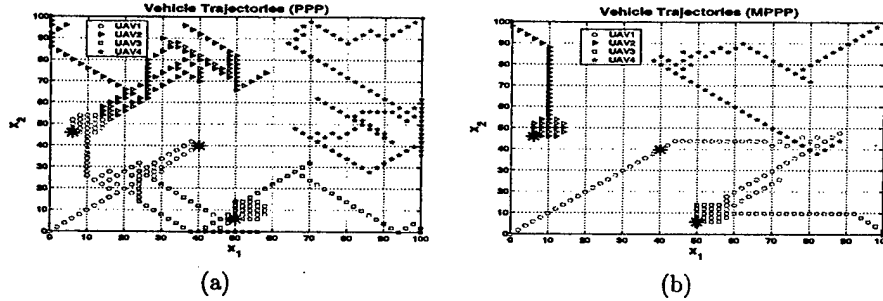 Vehicle Trajectories (PPP)
100
90
80
70
60
50
40
30
20
10
0
X2
UAV1
UAV2
UAV3
UAV4
0 10 20 30 40 50 60 70 80 90 100
X1
(a)
Vehicle Trajectories (MPPP)
100
90
80
70
60
50
40
30
20
10
0
X2
UAV1
UAV2
UAV3
UAV4
0 10 20 30 40 50 60 70 80 90 100
X1
(b)